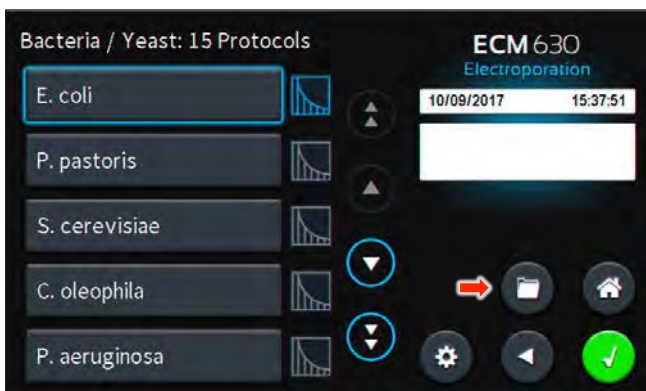 Bacteria / Yeast: 15 Protocols
E. coli
P. pastoris
S. cerevisiae
C. oleophila
P. aeruginosa
ECM 630
Electroporation
10/09/2017 15:37:51